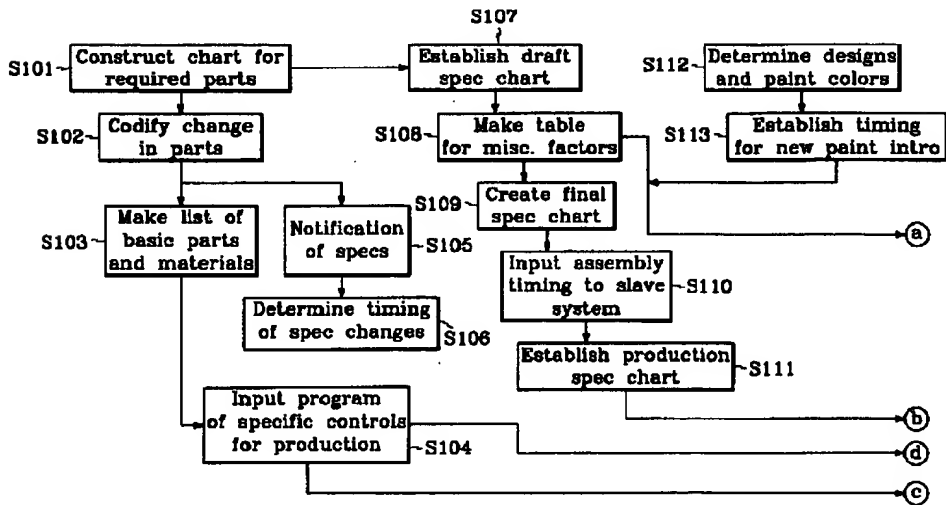 S107
S101
Construct chart for
required parts
Establish draft
spec chart
S112
Determine designs
and paint colors
S102
Codify change
in parts
S108
Make table
for misc. factors
S113
Establish timing
for new paint intro
S109
Create final
spec chart
S103
Make list of
basic parts
and materials
Notification
of specs
S105
a
Input assembly
timing to slave
system
S110
Determine timing
of spec changes
S106
Establish production
spec chart
S111
Input program
of specific controls
for production
S104
b
d
c